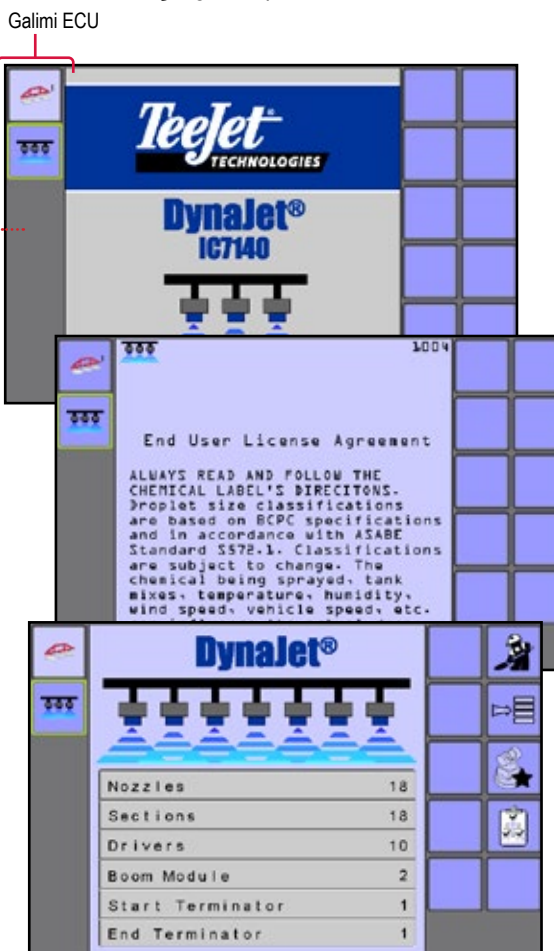 Galimi ECU
TeeJet®
TECHNOLOGIES
DynaJet®
IC7140
1004
End User License Agreement
ALWAYS READ AND FOLLOW THE
CHEMICAL LABEL'S DIRECITONS.
Droplet size classifications
are based on BCPC specifications
and in accordance with ASABE
Standard S572.1. Classifications
are subject to change. The
chemical being sprayed, tank
mixes, temperature, humidity,
wind speed, vehicle speed, etc.
DynaJet®
Nozzles 18
Sections 18
Drivers 10
Boom Module 2
Start Terminator 1
End Terminator 1